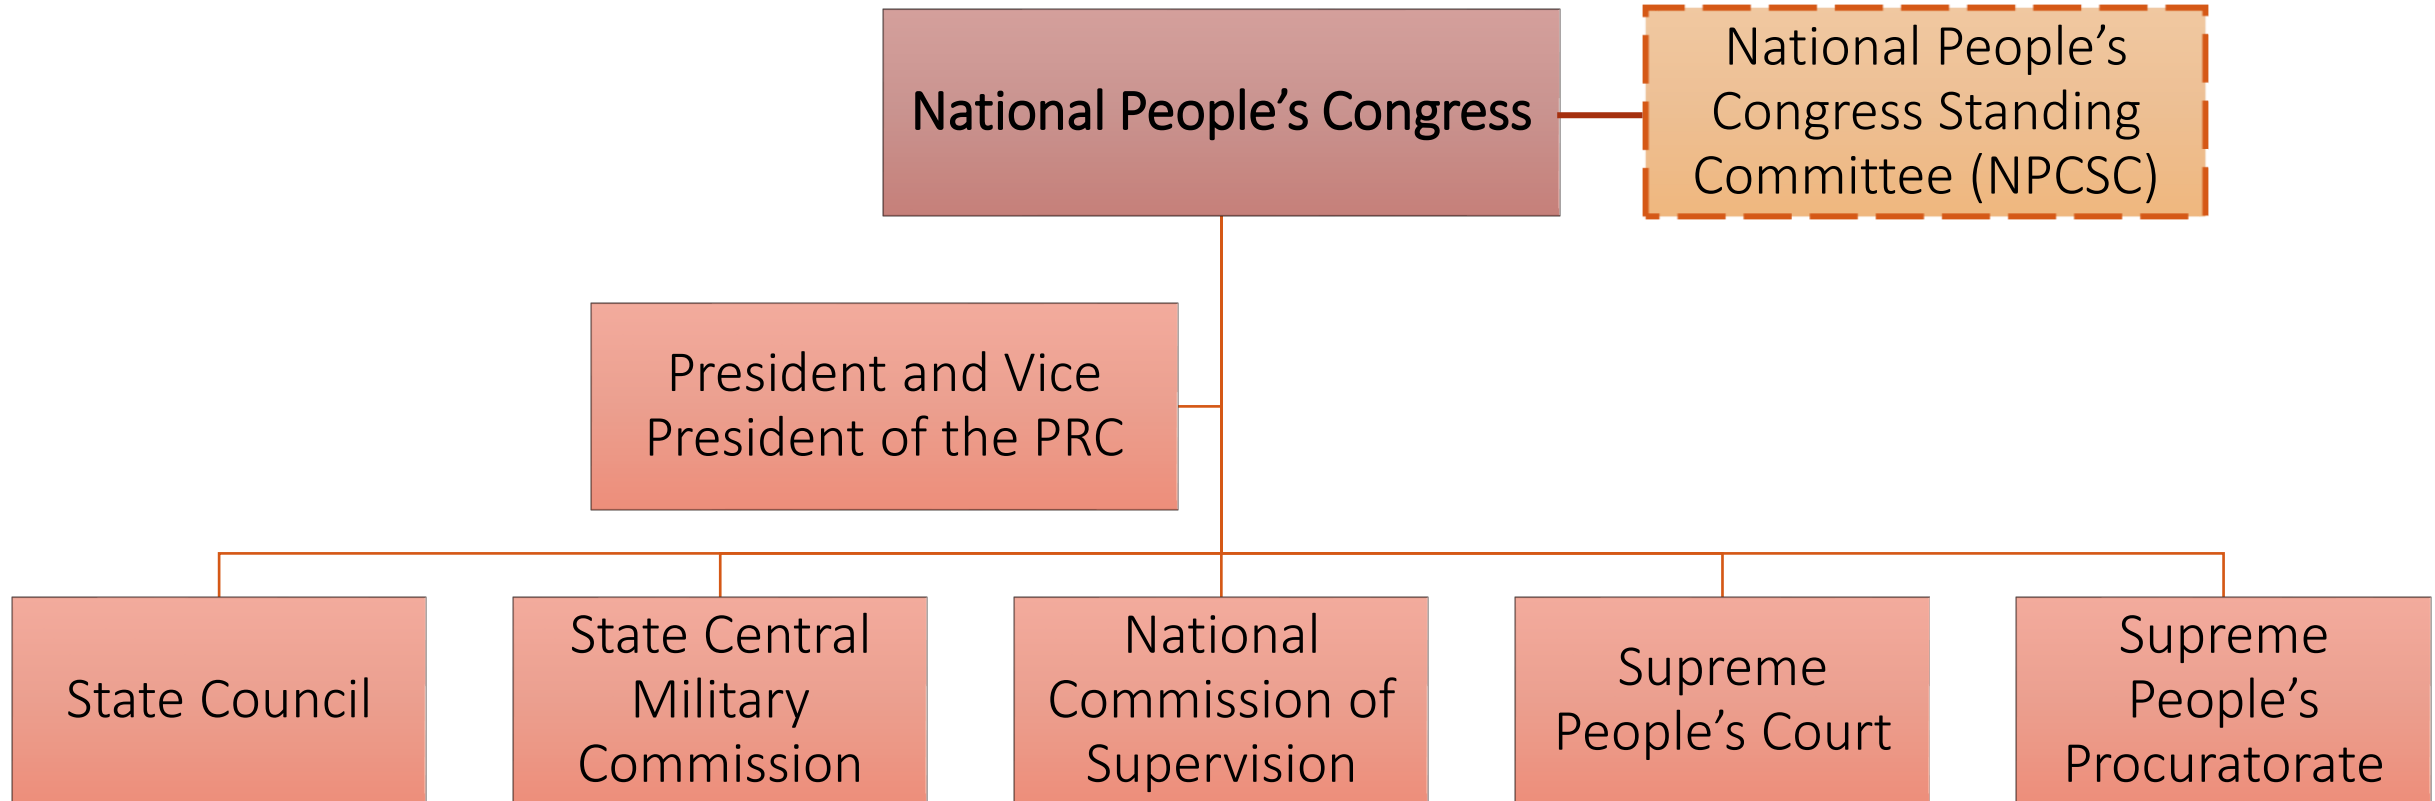 National People’s Congress
National People’s
Congress Standing
Committee (NPCSC)
President and Vice
President of the PRC
State Council
State Central
Military
Commission
National
Commission of
Supervision
Supreme
People’s Court
Supreme
People’s
Procuratorate